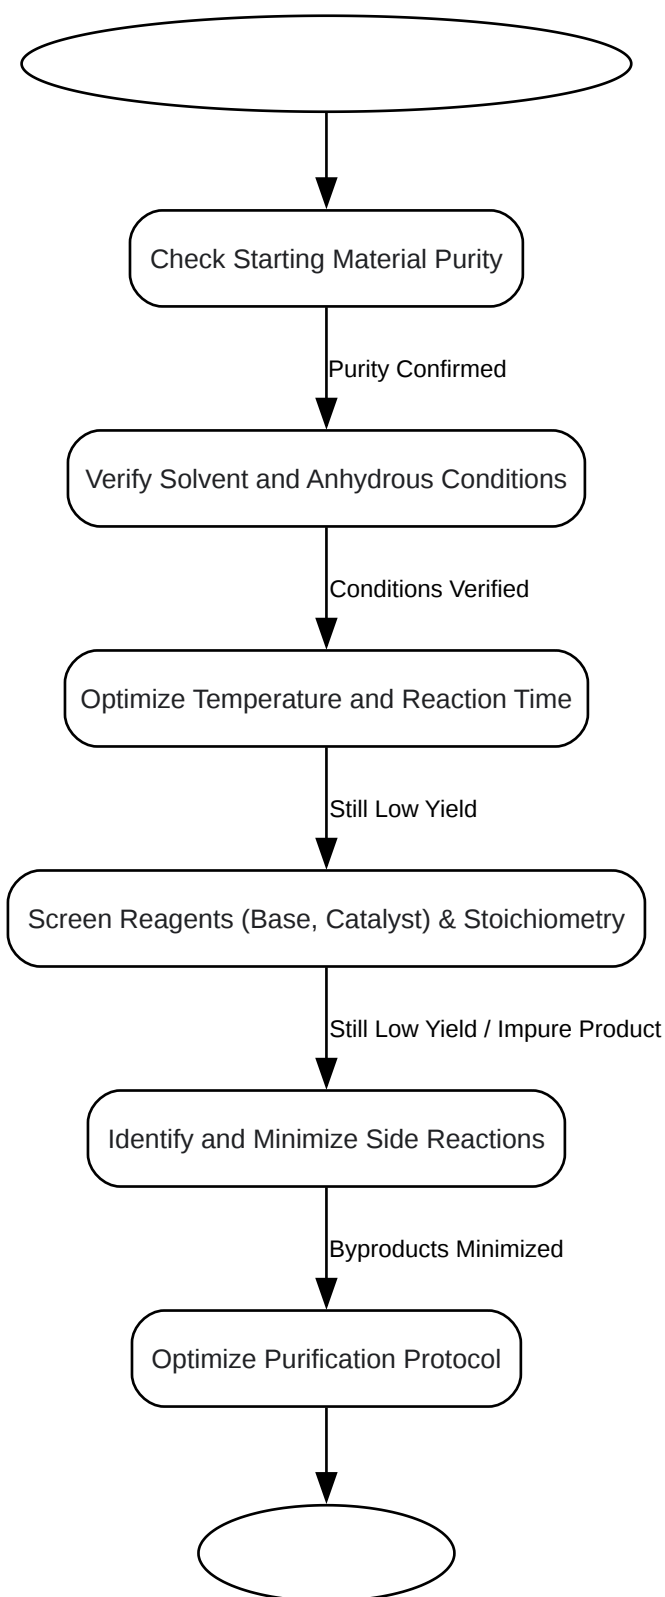 Check Starting Material Purity
Purity Confirmed
Verify Solvent and Anhydrous Conditions
Conditions Verified
Optimize Temperature and Reaction Time
Still Low Yield
Screen Reagents (Base, Catalyst) & Stoichiometry
Still Low Yield / Impure Product
Identify and Minimize Side Reactions
Byproducts Minimized
Optimize Purification Protocol